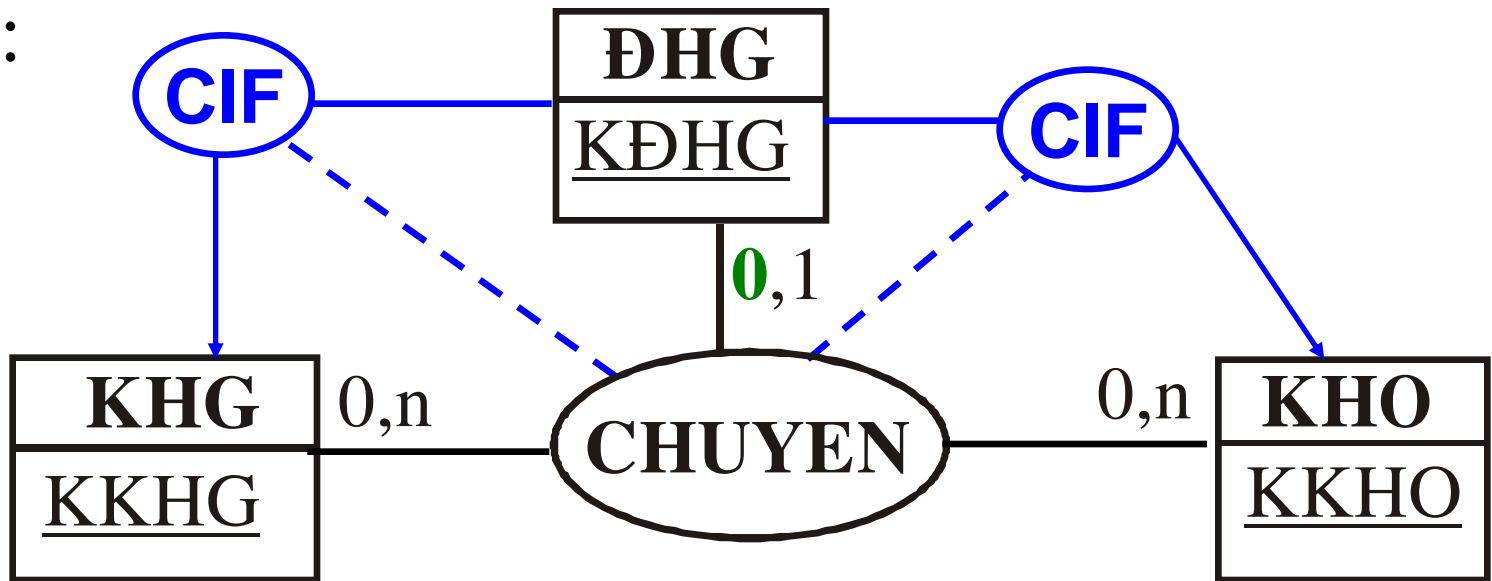 :
CIF
ĐHG
KĐHG
CIF
0,1
KHG
KKHG
0,n
CHUYEN
0,n
KHO
KKHO